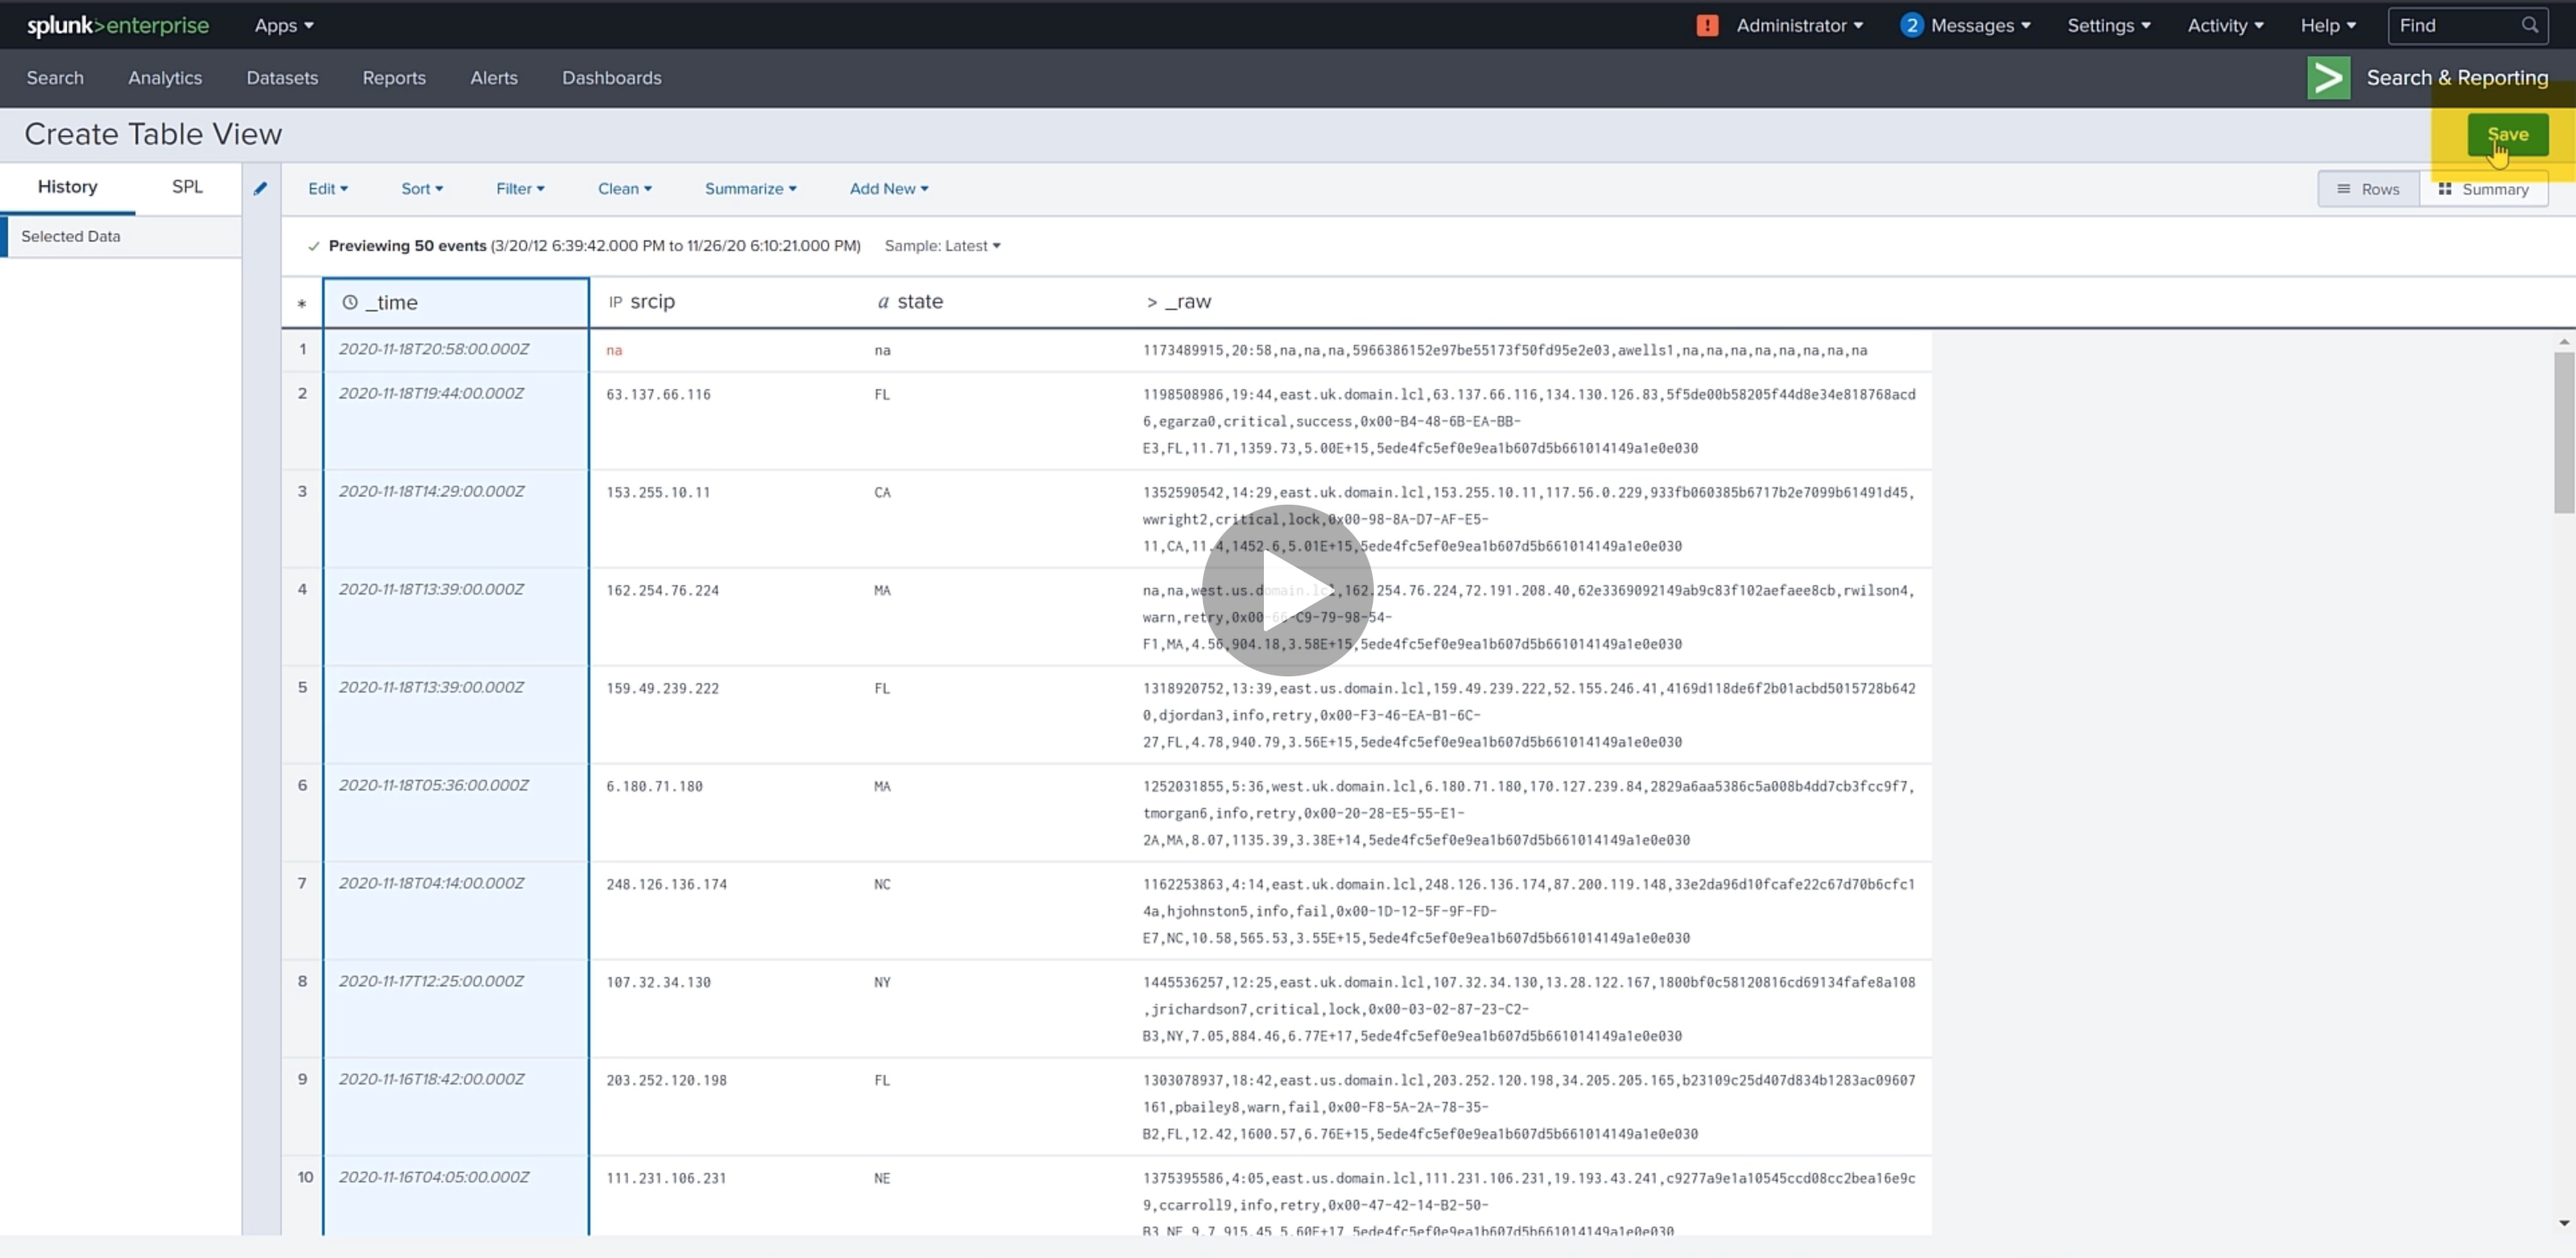 splunk>enterprise Apps Administrator 2 Messages Settings Activity Help Find
Search Analytics Datasets Reports Alerts Dashboards Search & Reporting
Create Table View Save
History SPL Edit Sort Filter Clean Summarize Add New Rows Summary
Selected Data
Previewing 50 events (3/20/12 6:39:42.000 PM to 11/26/20 6:10:21.000 PM) Sample: Latest
* _time IP srcip a state > _raw
1 2020-11-18T20:58:00.000Z na na 1173489915,20:58,na,na,na,5966386152e97be55173f50fd95e2e03,awells1,na,na,na,na,na,na,na,na
2 2020-11-18T19:44:00.000Z 63.137.66.116 FL 1198508986,19:44,east.uk.domain.lcl,63.137.66.116,134.130.126.83,5f5de00b58205f44d8e34e818768acd
6,egarza0,critical,success,0x00-B4-48-6B-EA-BB-
E3,FL,11.71,1359.73,5.00E+15,5ede4fc5ef0e9ea1b607d5b661014149a1e0e030
3 2020-11-18T14:29:00.000Z 153.255.10.11 CA 1352590542,14:29,east.uk.domain.lcl,153.255.10.11,117.56.0.229,933fb060385b6717b2e7099b61491d45,
wwright2,critical,lock,0x00-98-8A-D7-AF-E5-
11,CA,11.4,1452.6,5.01E+15,5ede4fc5ef0e9ea1b607d5b661014149a1e0e030
4 2020-11-18T13:39:00.000Z 162.254.76.224 MA na,na,west.us.domain.lcl,162.254.76.224,72.191.208.40,62e3369092149ab9c83f102aefaee8cb,rwilson4,
warn,retry,0x00-66-C9-79-98-54-
F1,MA,4.56,904.18,3.58E+15,5ede4fc5ef0e9ea1b607d5b661014149a1e0e030
5 2020-11-18T13:39:00.000Z 159.49.239.222 FL 1318920752,13:39,east.us.domain.lcl,159.49.239.222,52.155.246.41,4169d118de6f2b01acbd5015728b642
0,djordan3,info,retry,0x00-F3-46-EA-B1-6C-
27,FL,4.78,940.79,3.56E+15,5ede4fc5ef0e9ea1b607d5b661014149a1e0e030
6 2020-11-18T05:36:00.000Z 6.180.71.180 MA 1252031855,5:36,west.uk.domain.lcl,6.180.71.180,170.127.239.84,2829a6aa5386c5a008b4dd7cb3fcc9f7,
tmorgan6,info,retry,0x00-20-28-E5-55-E1-
2A,MA,8.07,1135.39,3.38E+14,5ede4fc5ef0e9ea1b607d5b661014149a1e0e030
7 2020-11-18T04:14:00.000Z 248.126.136.174 NC 1162253863,4:14,east.uk.domain.lcl,248.126.136.174,87.200.119.148,33e2da96d10fcafe22c67d70b6cfc1
4a,hjohnston5,info,fail,0x00-1D-12-5F-9F-FD-
E7,NC,10.58,565.53,3.55E+15,5ede4fc5ef0e9ea1b607d5b661014149a1e0e030
8 2020-11-17T12:25:00.000Z 107.32.34.130 NY 1445536257,12:25,east.uk.domain.lcl,107.32.34.130,13.28.122.167,1800bf0c58120816cd69134fafe8a108
,jrichardson7,critical,lock,0x00-03-02-87-23-C2-
B3,NY,7.05,884.46,6.77E+17,5ede4fc5ef0e9ea1b607d5b661014149a1e0e030
9 2020-11-16T18:42:00.000Z 203.252.120.198 FL 1303078937,18:42,east.us.domain.lcl,203.252.120.198,34.205.205.165,b23109c25d407d834b1283ac09607
161,pbailey8,warn,fail,0x00-F8-5A-2A-78-35-
B2,FL,12.42,1600.57,6.76E+15,5ede4fc5ef0e9ea1b607d5b661014149a1e0e030
10 2020-11-16T04:05:00.000Z 111.231.106.231 NE 1375395586,4:05,east.us.domain.lcl,111.231.106.231,19.193.43.241,c9277a9e1a10545ccd08cc2bea16e9c
9,ccarroll9,info,retry,0x00-47-42-14-B2-50-
B3,NE,9.7,915.45,5.60E+17,5ede4fc5ef0e9ea1b607d5b661014149a1e0e030